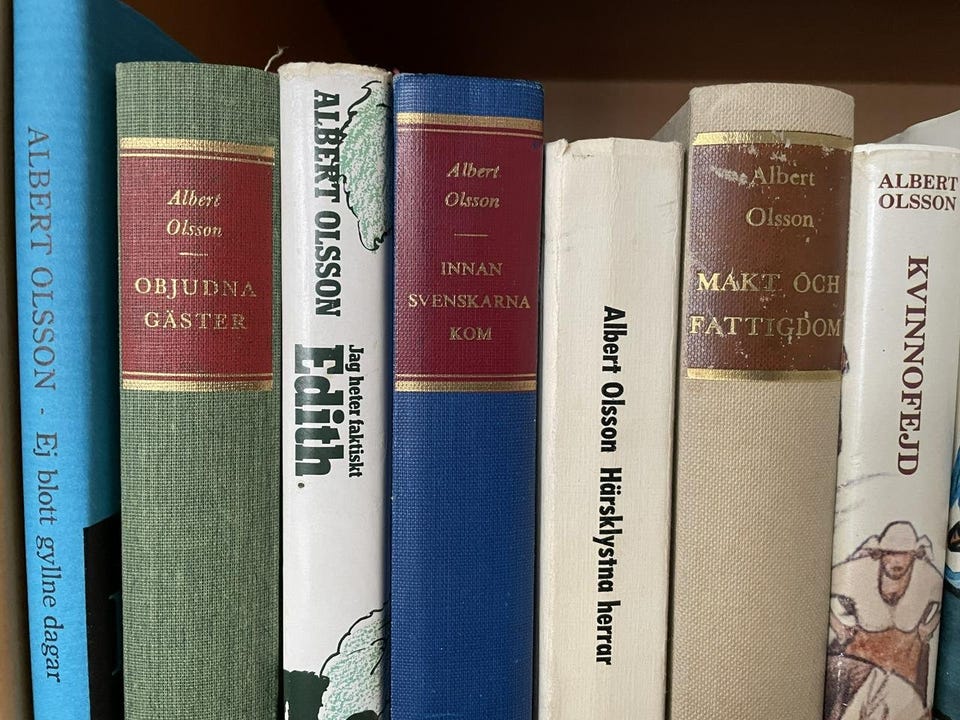 ALBERT OLSSON - Ej blott gyllne dagar
Albert
Olsson
OBJUDNA
GÄSTER
ALBERT OLSSON
Jag heter faktiskt
Edith
Albert
Olsson
INNAN
SVENSKARNA
KOM
Albert Olsson Härsklystna herrar
Albert
Olsson
MAKT OCH
FATTIGDOM
ALBERT
OLSSON
KVINNOFEJD